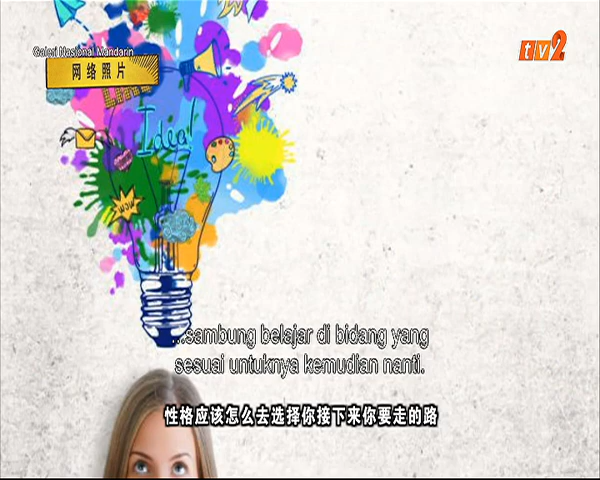 Galeri Nasional Mandarin
tv2
网络照片
Idea!
WOW
...sambung belajar di bidang yang
sesuai untuknya kemudian nanti.
性格应该怎么去选择你接下来你要走的路